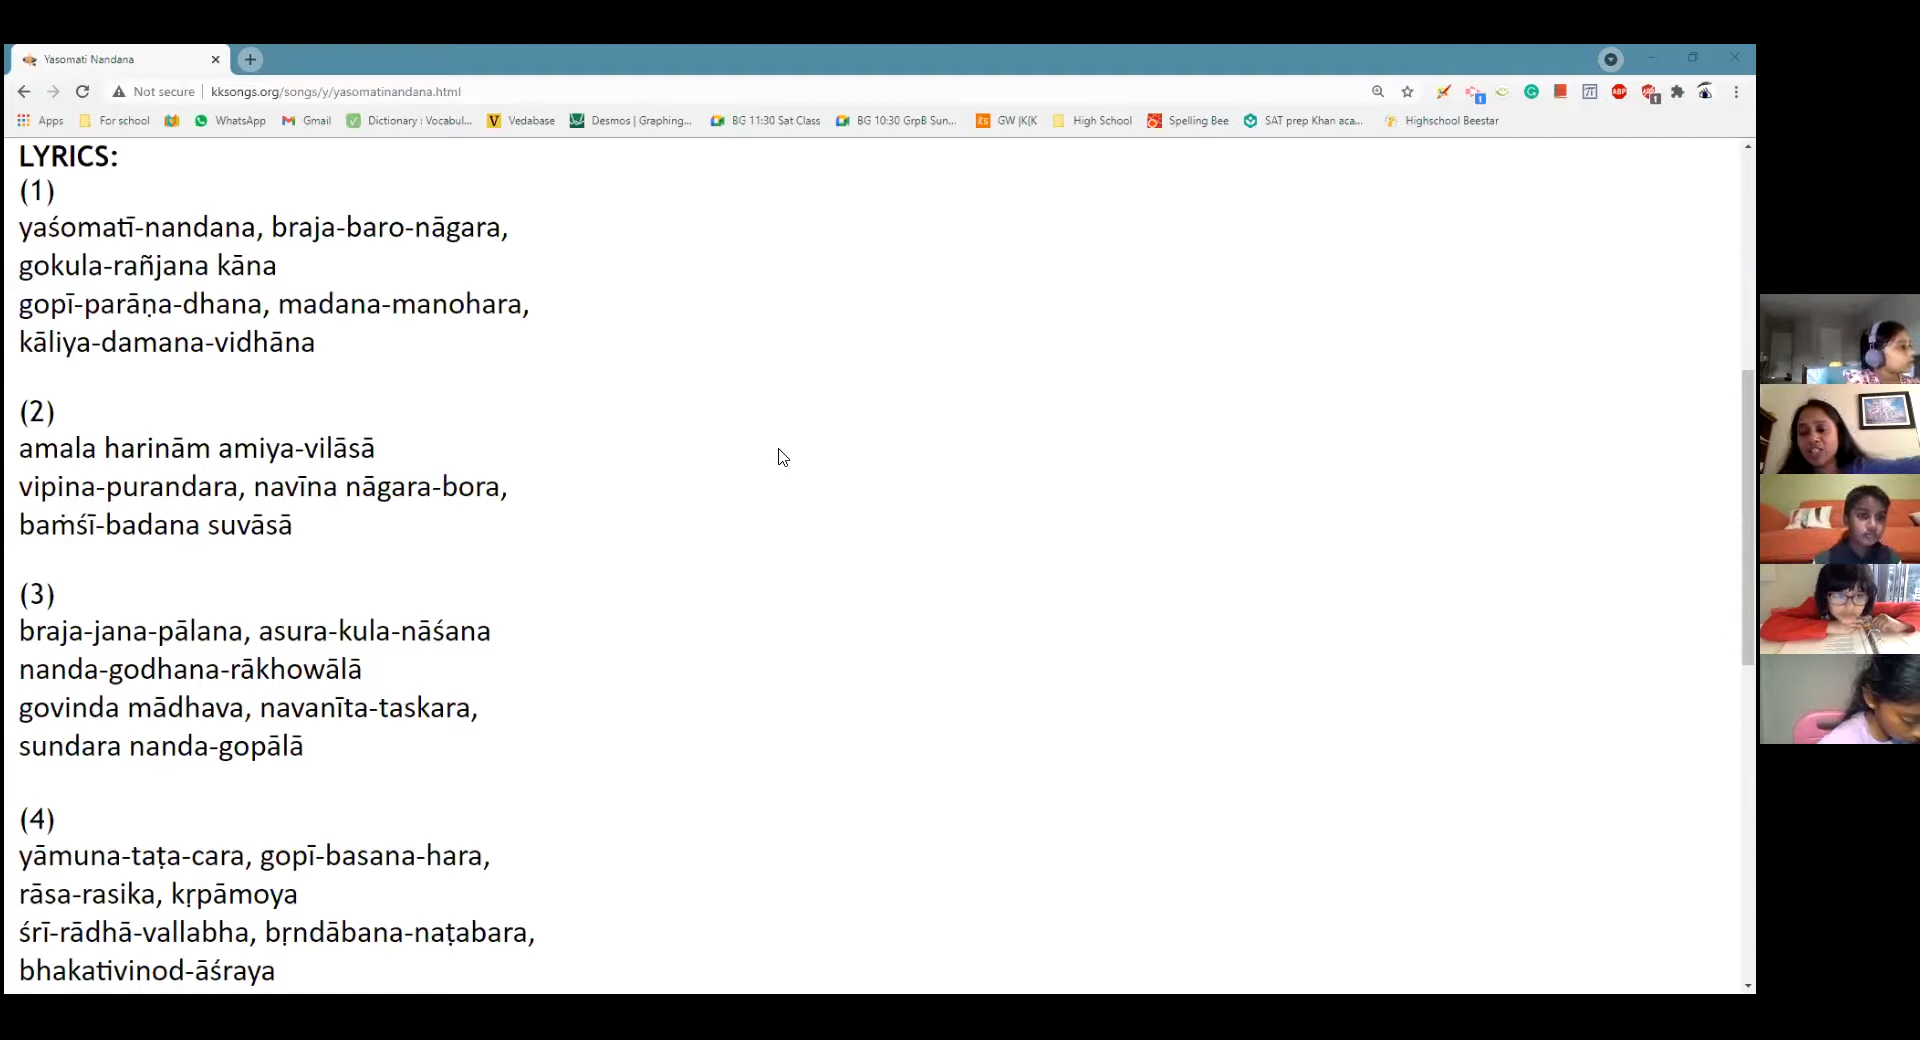 Yasomati Nandana
Not secure
kksongs.org/songs/y/yasomatinandana.html
Apps
For school
WhatsApp
Gmail
Dictionary : Vocabul...
Vedabase
Desmos | Graphing...
BG 11:30 Sat Class
BG 10:30 GrpB Sun...
GW |K|K
High School
Spelling Bee
SAT prep Khan aca...
Highschool Beestar
LYRICS:
(1)
yaśomatī-nandana, braja-baro-nāgara,
gokula-rañjana kāna
gopī-parāṇa-dhana, madana-manohara,
kāliya-damana-vidhāna
(2)
amala harinām amiya-vilāsā
vipina-purandara, navīna nāgara-bora,
baṁśī-badana suvāsā
(3)
braja-jana-pālana, asura-kula-nāśana
nanda-godhana-rākhowālā
govinda mādhava, navanīta-taskara,
sundara nanda-gopālā
(4)
yāmuna-taṭa-cara, gopī-basana-hara,
rāsa-rasika, kṛpāmoya
śrī-rādhā-vallabha, bṛndābana-naṭabara,
bhakativinod-āśraya